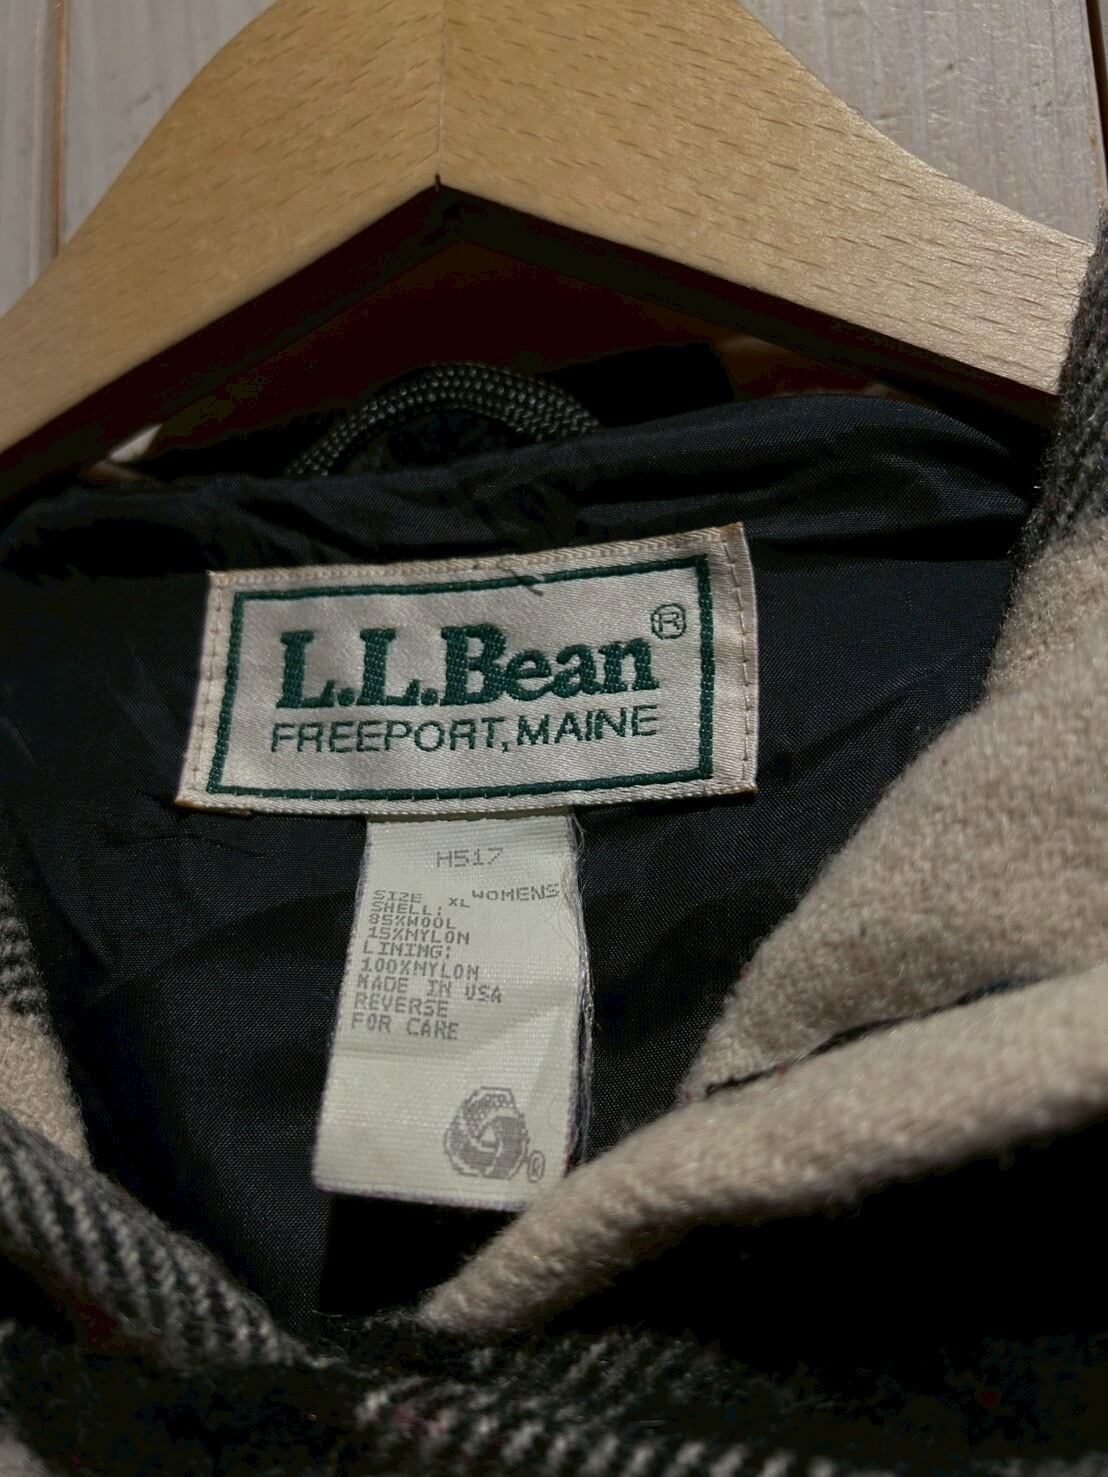 L.L.Bean®
FREEPORT, MAINE
H517
SIZE XL WOMENS
SHELL:
85%WOOL
15%NYLON
LINING:
100%NYLON
MADE IN USA
REVERSE
FOR CARE
®